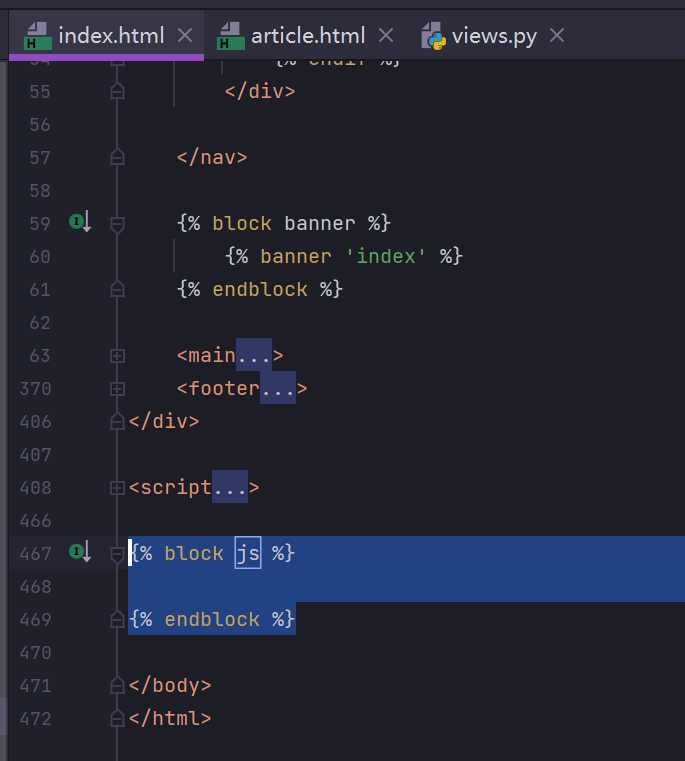 index.html article.html views.py
54 {% endif %}
55 </div>
56
57 </nav>
58
59 {% block banner %}
60 {% banner 'index' %}
61 {% endblock %}
62
63 <main...>
370 <footer...>
406 </div>
407
408 <script...>
466
467 {% block js %}
468
469 {% endblock %}
470
471 </body>
472 </html>